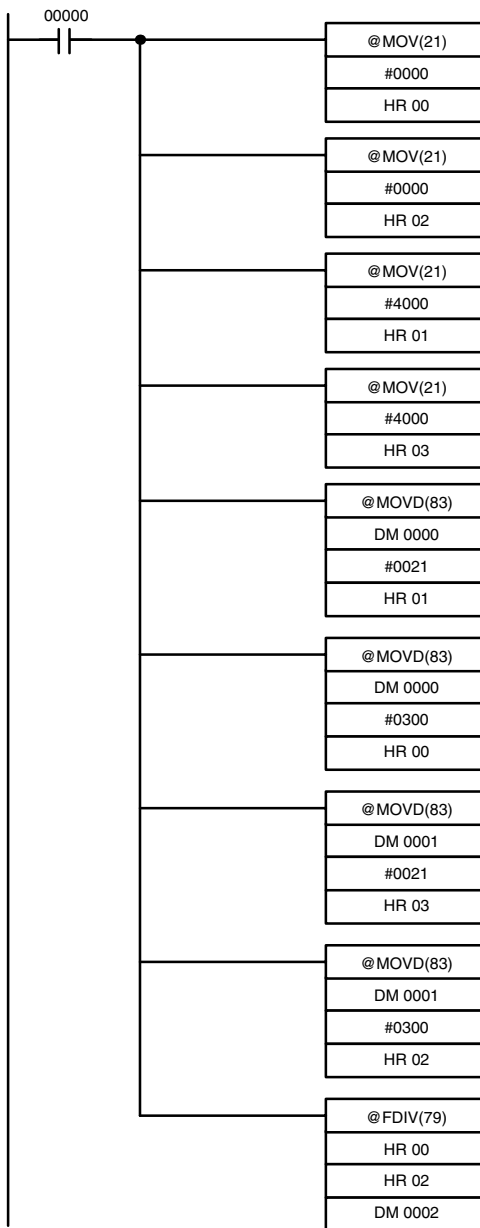 00000
@MOV(21)
#0000
HR 00
@MOV(21)
#0000
HR 02
@MOV(21)
#4000
HR 01
@MOV(21)
#4000
HR 03
@MOVD(83)
DM 0000
#0021
HR 01
@MOVD(83)
DM 0000
#0300
HR 00
@MOVD(83)
DM 0001
#0021
HR 03
@MOVD(83)
DM 0001
#0300
HR 02
@FDIV(79)
HR 00
HR 02
DM 0002